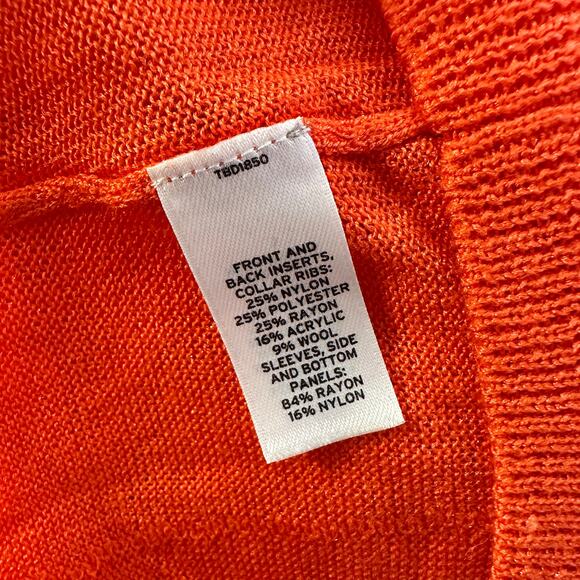 TBD1850
FRONT AND
BACK INSERTS,
COLLAR RIBS:
25% NYLON
25% POLYESTER
25% RAYON
16% ACRYLIC
9% WOOL
SLEEVES, SIDE
AND BOTTOM
PANELS:
84% RAYON
16% NYLON